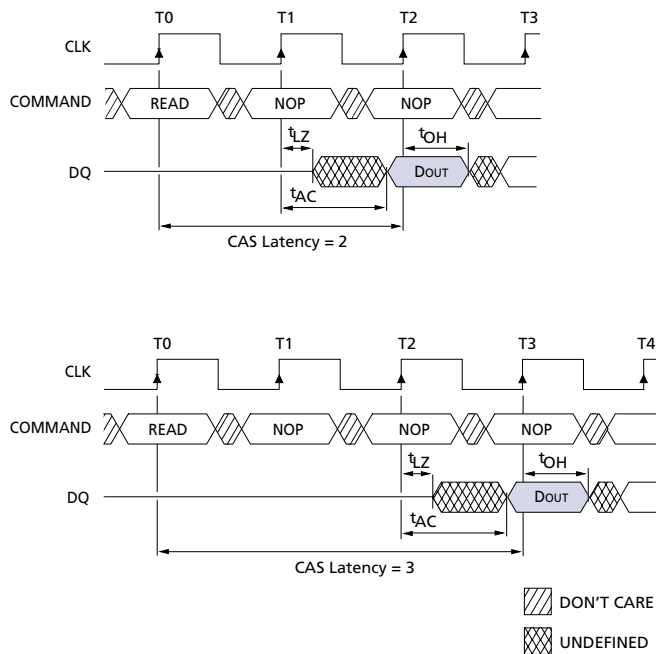 T0 T1 T2 T3
CLK
COMMAND READ NOP NOP
tLZ tOH
DQ DOUT
tAC
CAS Latency = 2
T0 T1 T2 T3 T4
CLK
COMMAND READ NOP NOP NOP
tLZ tOH
DQ DOUT
tAC
CAS Latency = 3
DON'T CARE
UNDEFINED